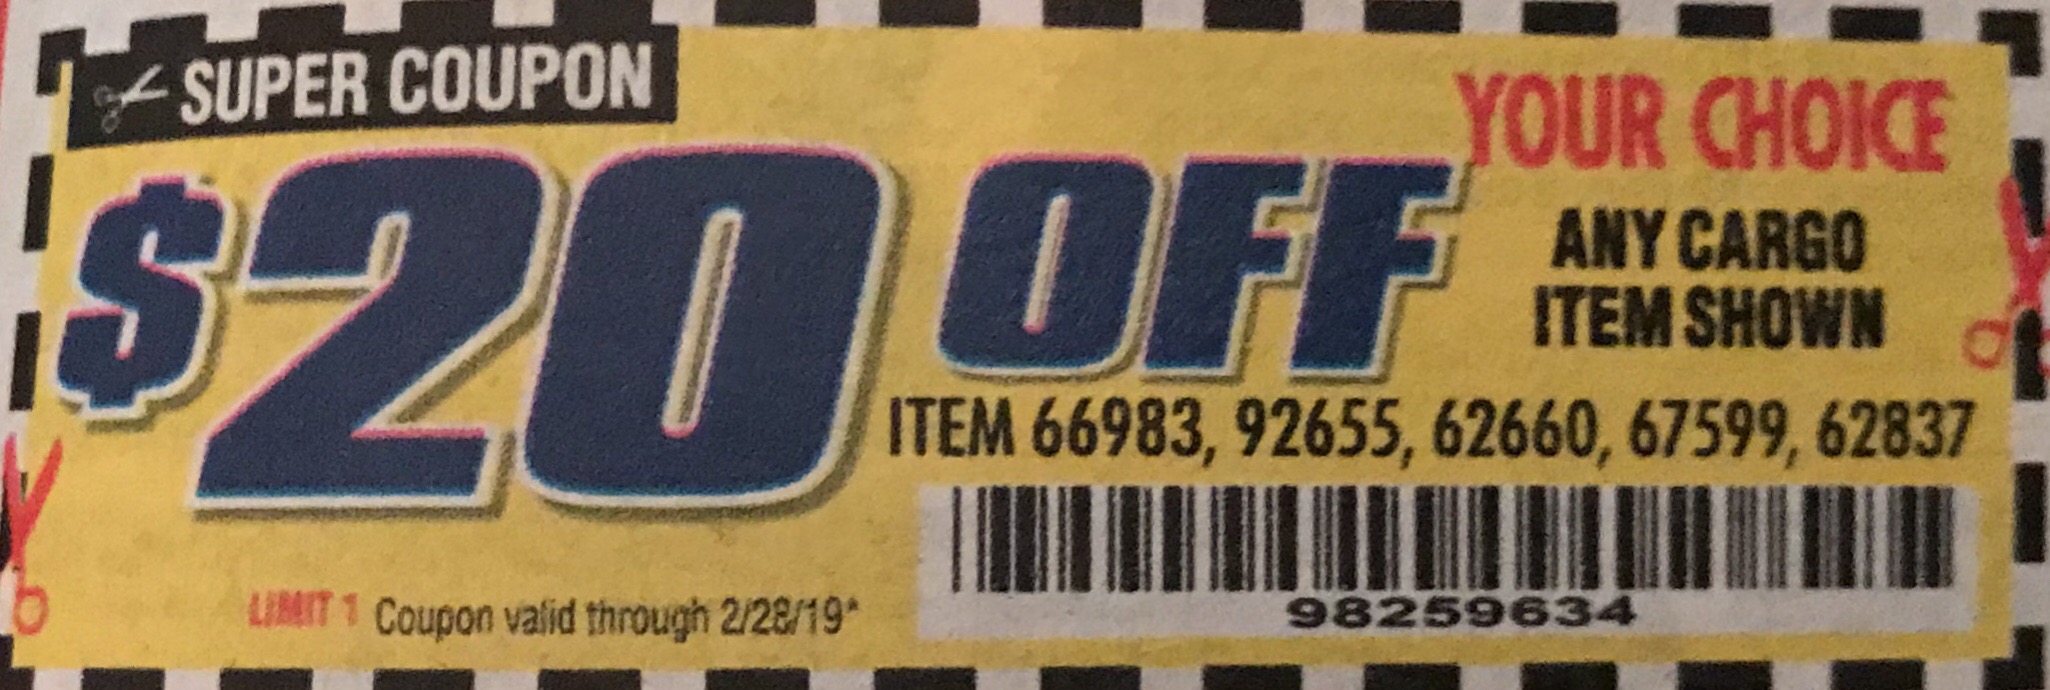 SUPER COUPON
$20 OFF
YOUR CHOICE
ANY CARGO
ITEM SHOWN
ITEM 66983, 92655, 62660, 67599, 62837
98259634
LIMIT 1 Coupon valid through 2/28/19*